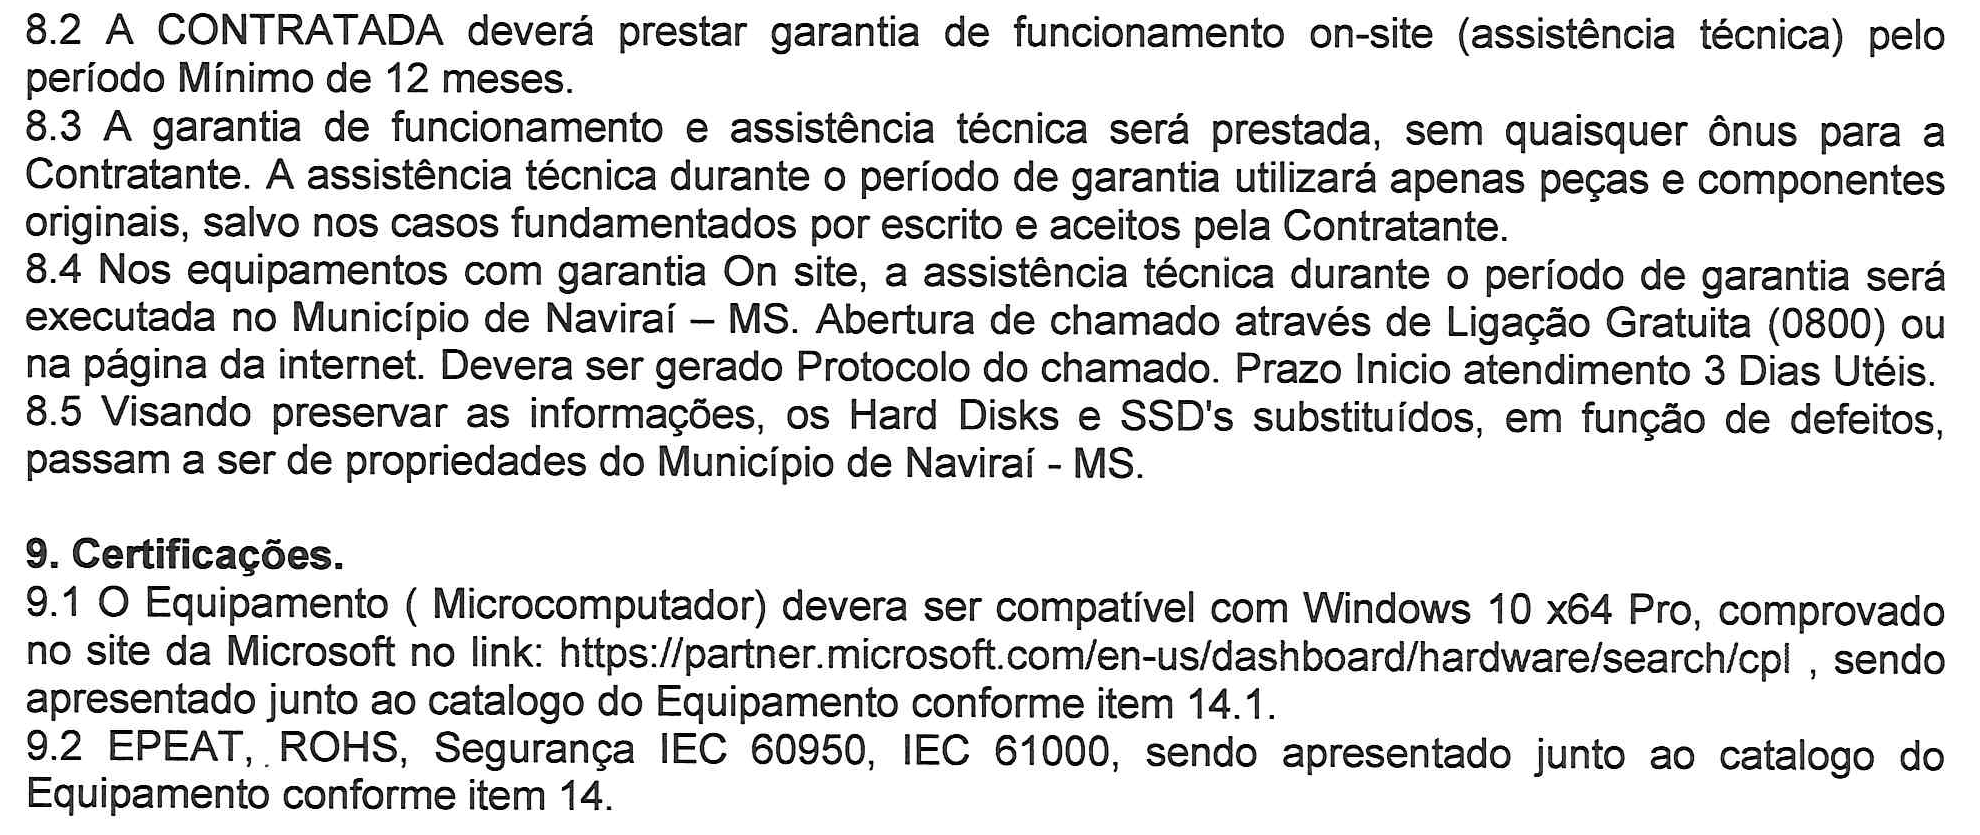 8.2 A CONTRATADA deverá prestar garantia de funcionamento on-site (assistência técnica) pelo
período Mínimo de 12 meses.
8.3 A garantia de funcionamento e assistência técnica será prestada, sem quaisquer ônus para a
Contratante. A assistência técnica durante o período de garantia utilizará apenas peças e componentes
originais, salvo nos casos fundamentados por escrito e aceitos pela Contratante.
8.4 Nos equipamentos com garantia On site, a assistência técnica durante o período de garantia será
executada no Município de Naviraí – MS. Abertura de chamado através de Ligação Gratuita (0800) ou
na página da internet. Devera ser gerado Protocolo do chamado. Prazo Inicio atendimento 3 Dias Utéis.
8.5 Visando preservar as informações, os Hard Disks e SSD's substituídos, em função de defeitos,
passam a ser de propriedades do Município de Naviraí - MS.
9. Certificações.
9.1 O Equipamento ( Microcomputador) devera ser compatível com Windows 10 x64 Pro, comprovado
no site da Microsoft no link: https://partner.microsoft.com/en-us/dashboard/hardware/search/cpl , sendo
apresentado junto ao catalogo do Equipamento conforme item 14.1.
9.2 EPEAT, ROHS, Segurança IEC 60950, IEC 61000, sendo apresentado junto ao catalogo do
Equipamento conforme item 14.